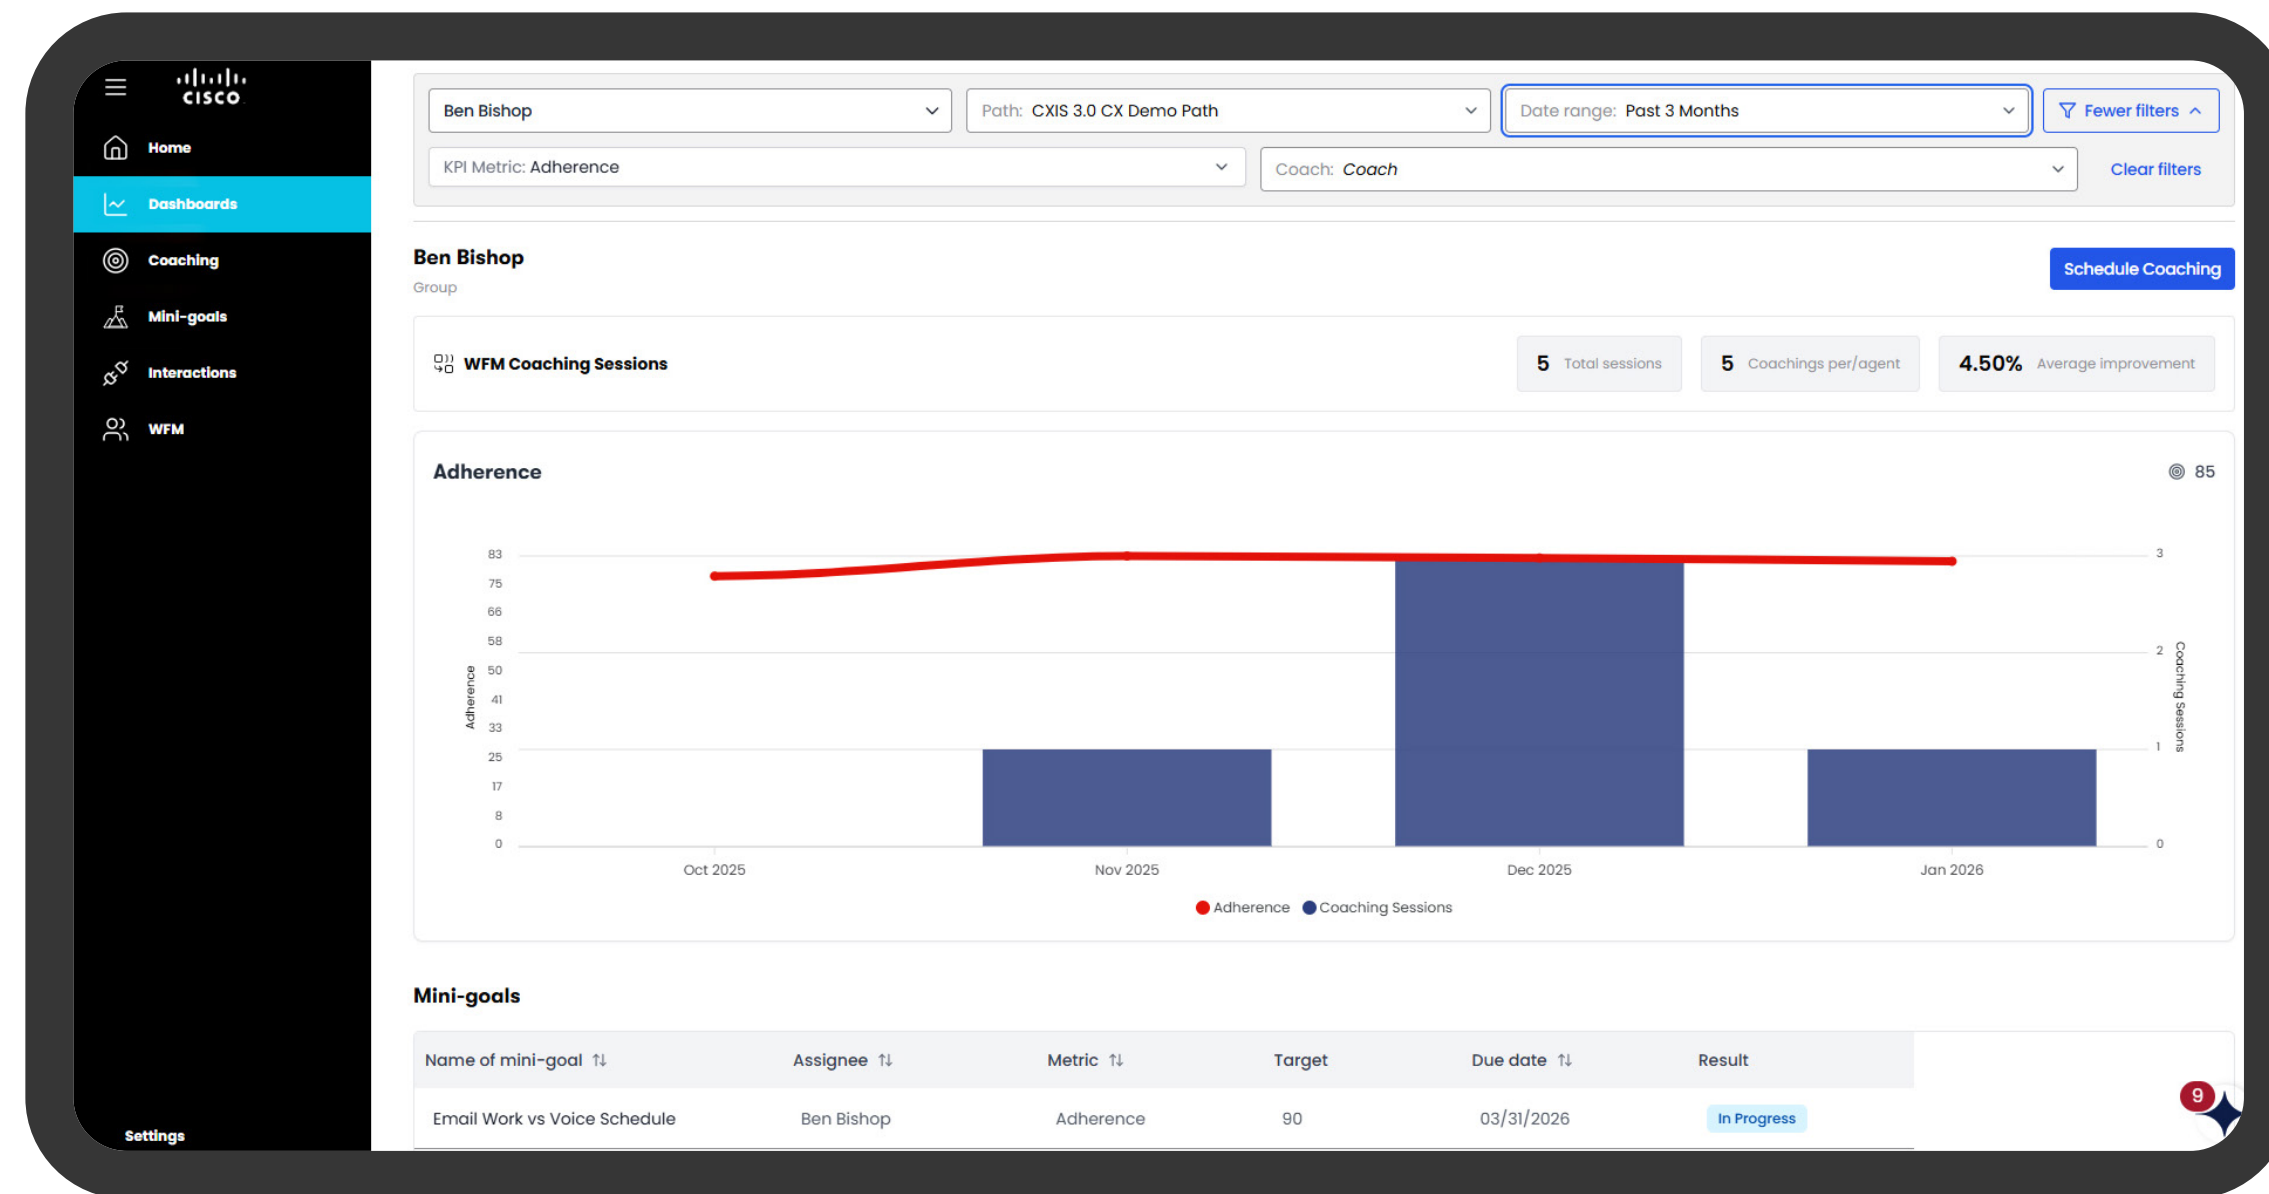 CISCO
Home
Dashboards
Coaching
Mini-goals
Interactions
WFM
Settings
Ben Bishop
Path: CXIS 3.0 CX Demo Path
Date range: Past 3 Months
Fewer filters
KPI Metric: Adherence
Coach: Coach
Clear filters
Ben Bishop
Group
Schedule Coaching
WFM Coaching Sessions
5 Total sessions
5 Coachings per/agent
4.50% Average improvement
Adherence
85
83
75
66
58
50
41
33
25
17
8
0
Adherence
3
2
1
0
Coaching Sessions
Oct 2025
Nov 2025
Dec 2025
Jan 2026
Adherence
Coaching Sessions
Mini-goals
Name of mini-goal
Assignee
Metric
Target
Due date
Result
Email Work vs Voice Schedule
Ben Bishop
Adherence
90
03/31/2026
In Progress
9